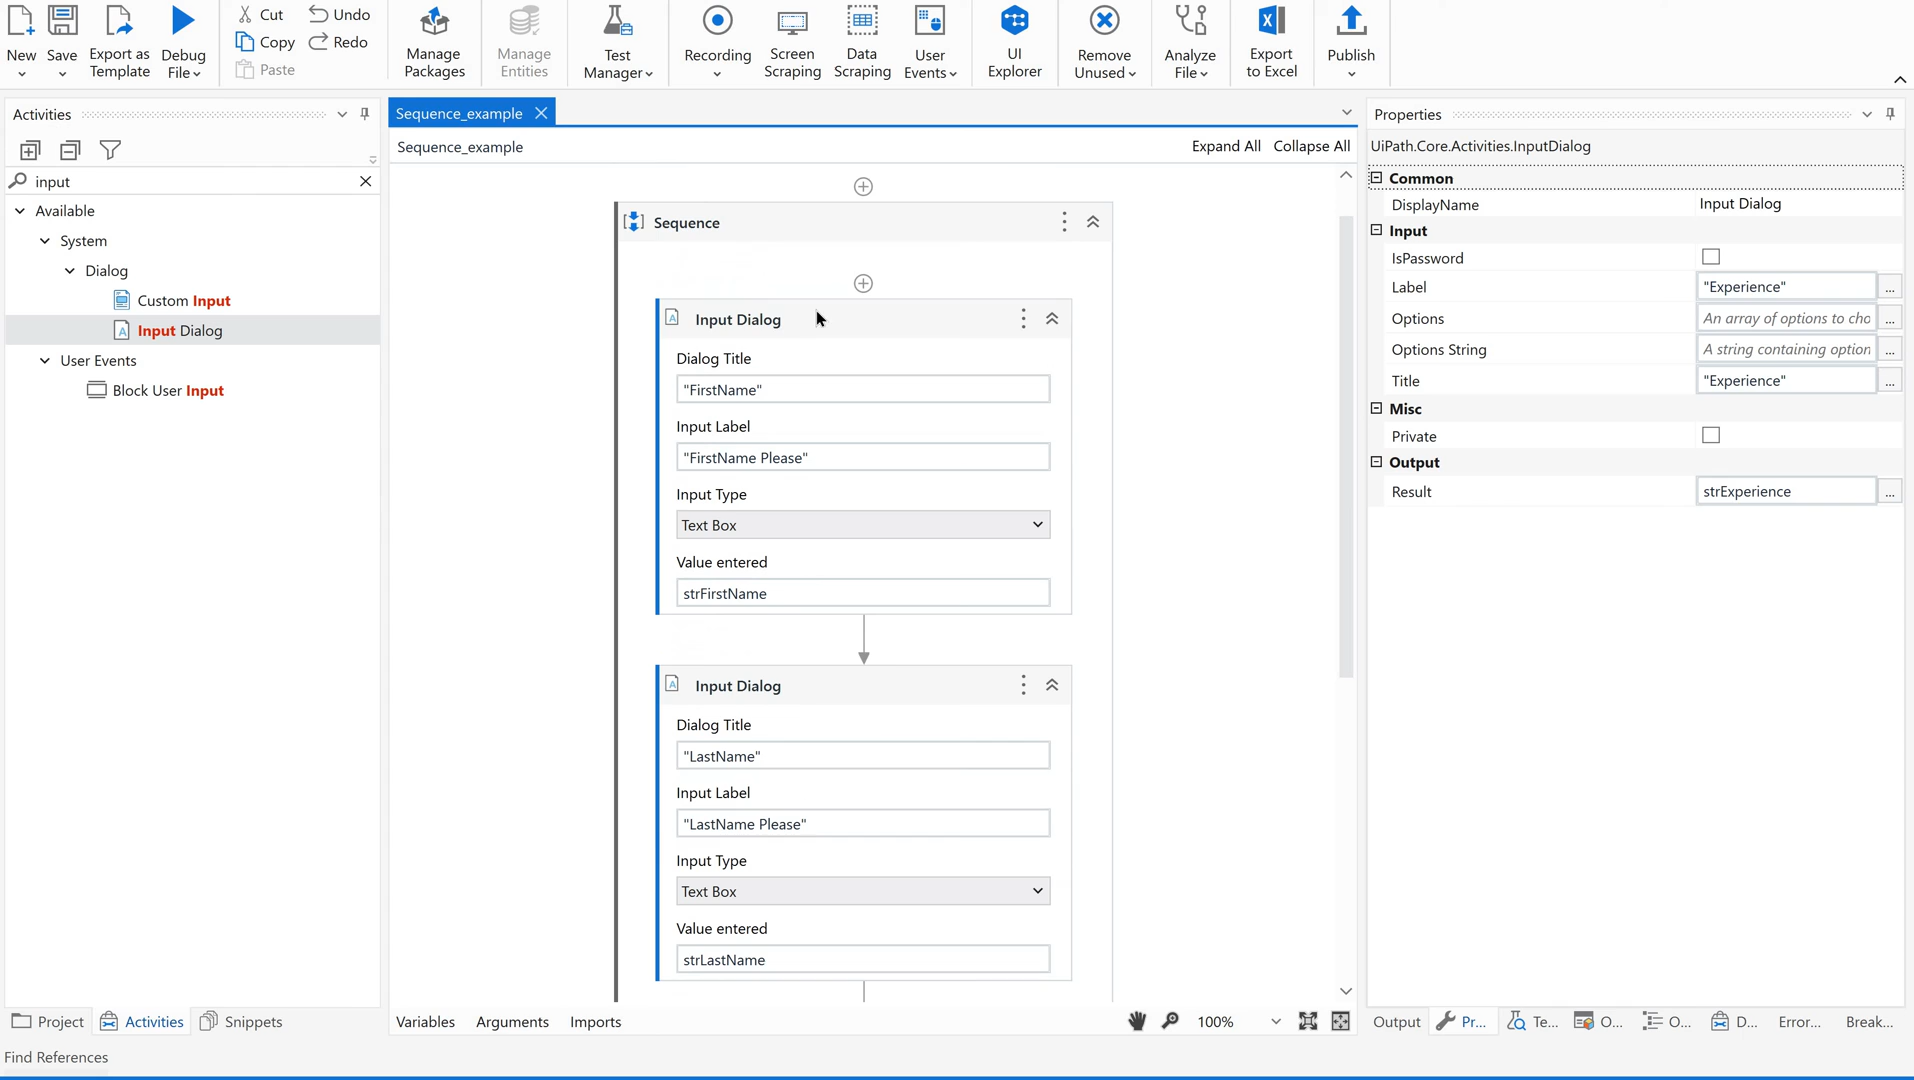 New
Save
Export as
Template
Debug
File
Cut
Copy
Paste
Undo
Redo
Manage
Packages
Manage
Entities
Test
Manager
Recording
Screen
Scraping
Data
Scraping
User
Events
UI
Explorer
Remove
Unused
Analyze
File
Export
to Excel
Publish
Activities
input
Available
System
Dialog
Custom Input
Input Dialog
User Events
Block User Input
Sequence_example
Sequence_example
Expand All
Collapse All
Sequence
Input Dialog
Dialog Title
"FirstName"
Input Label
"FirstName Please"
Input Type
Text Box
Value entered
strFirstName
Input Dialog
Dialog Title
"LastName"
Input Label
"LastName Please"
Input Type
Text Box
Value entered
strLastName
Properties
UiPath.Core.Activities.InputDialog
Common
DisplayName Input Dialog
Input
IsPassword
Label "Experience" ...
Options An array of options to cho ...
Options String A string containing option ...
Title "Experience" ...
Misc
Private
Output
Result strExperience ...
Project
Activities
Snippets
Variables
Arguments
Imports
100%
Output
Pr...
Te...
O...
O...
D...
Error...
Break...
Find References